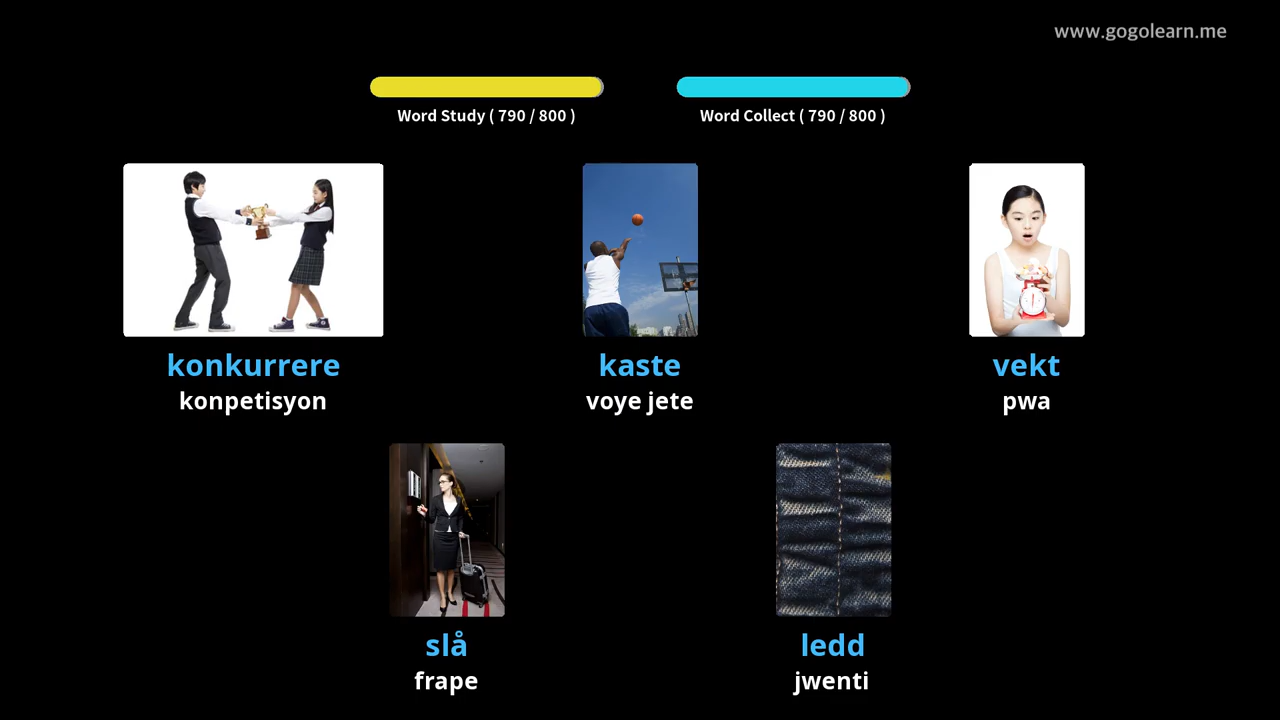 www.gogolearn.me
Word Study ( 790 / 800 )
Word Collect ( 790 / 800 )
konkurrere
konpetisyon
kaste
voye jete
vekt
pwa
slå
frape
ledd
jwenti